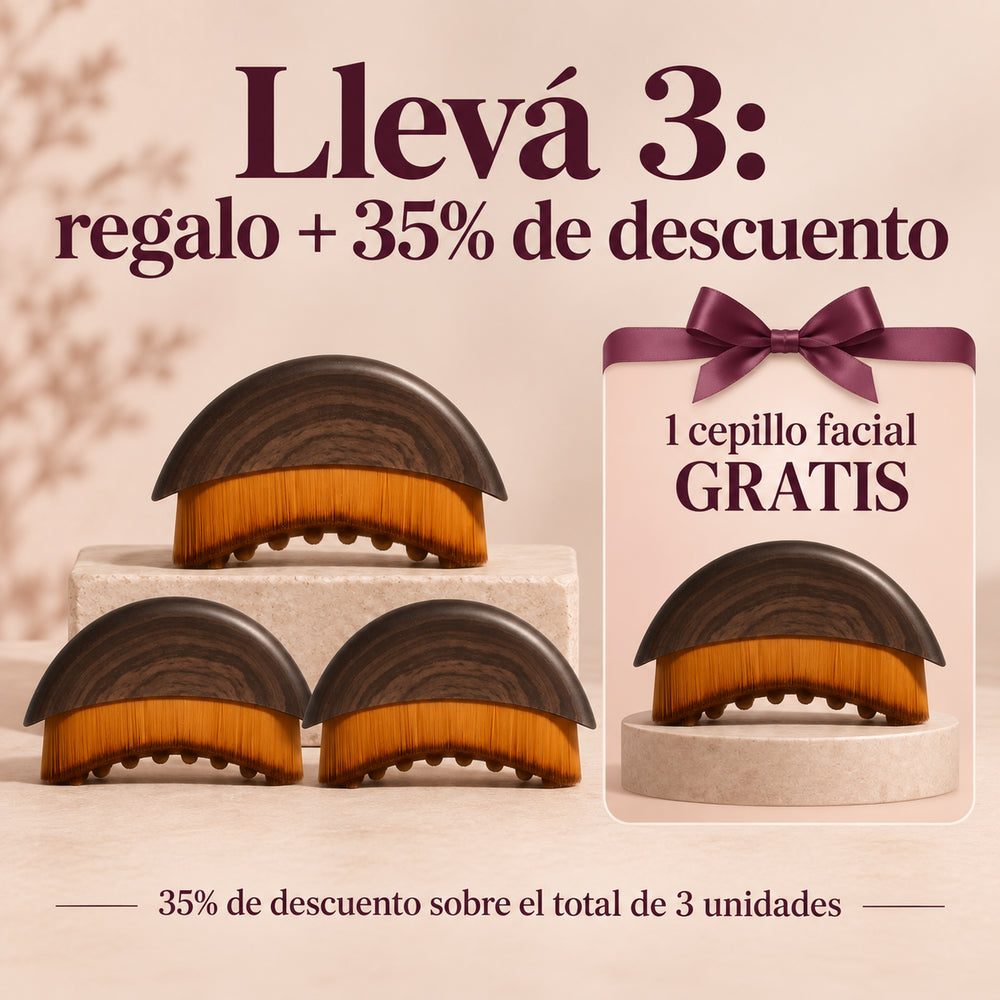 Llevá 3:
regalo + 35% de descuento
1 cepillo facial
GRATIS
35% de descuento sobre el total de 3 unidades